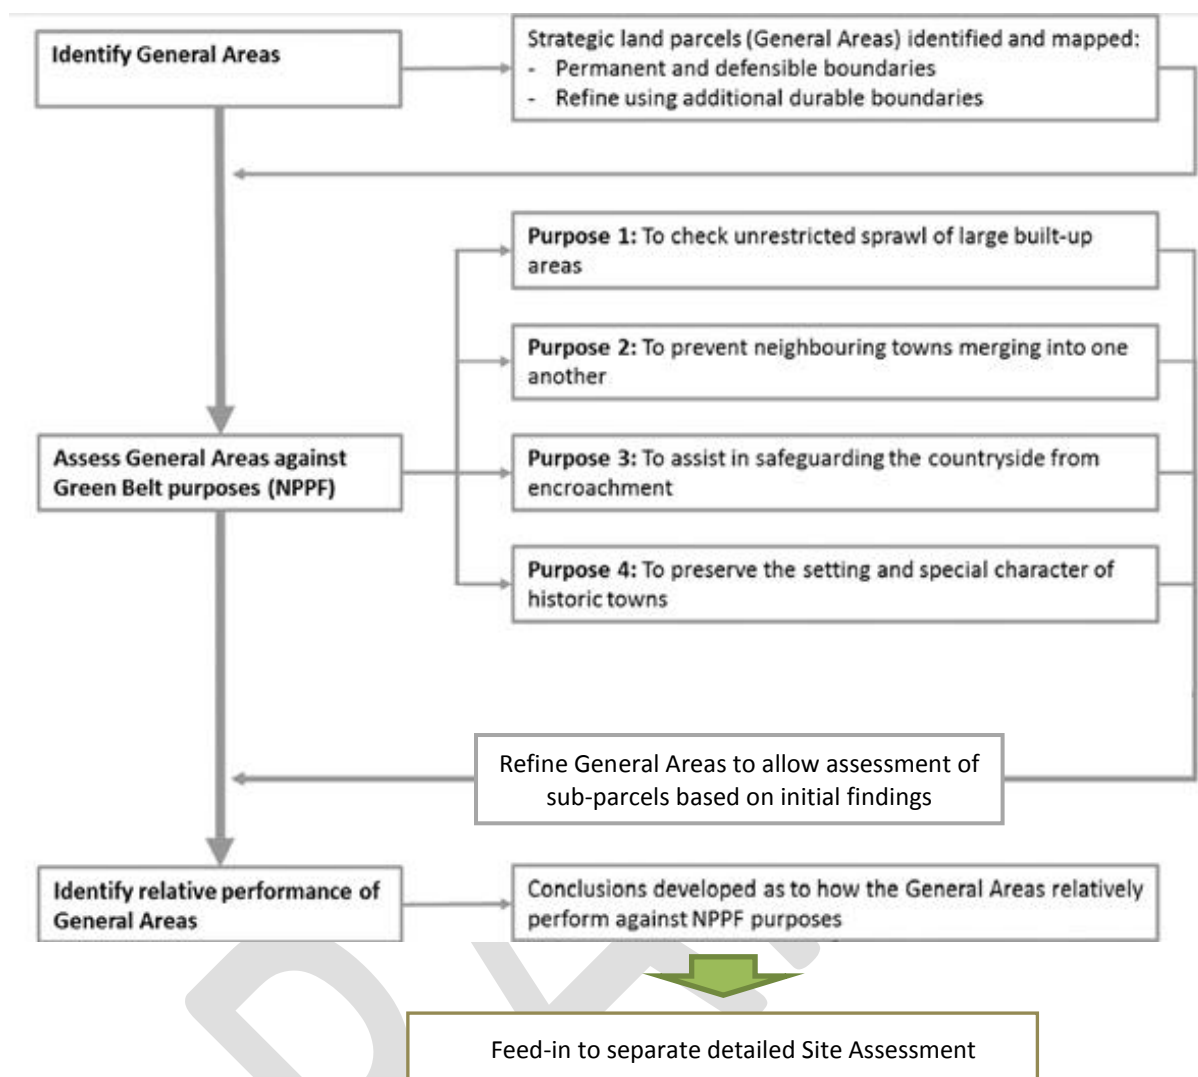 Identify General Areas
Strategic land parcels (General Areas) identified and mapped:
- Permanent and defensible boundaries
- Refine using additional durable boundaries
Purpose 1: To check unrestricted sprawl of large built-up
areas
Purpose 2: To prevent neighbouring towns merging into one
another
Assess General Areas against
Green Belt purposes (NPPF)
Purpose 3: To assist in safeguarding the countryside from
encroachment
Purpose 4: To preserve the setting and special character of
historic towns
Refine General Areas to allow assessment of
sub-parcels based on initial findings
Identify relative performance of
General Areas
Conclusions developed as to how the General Areas relatively
perform against NPPF purposes
Feed-in to separate detailed Site Assessment